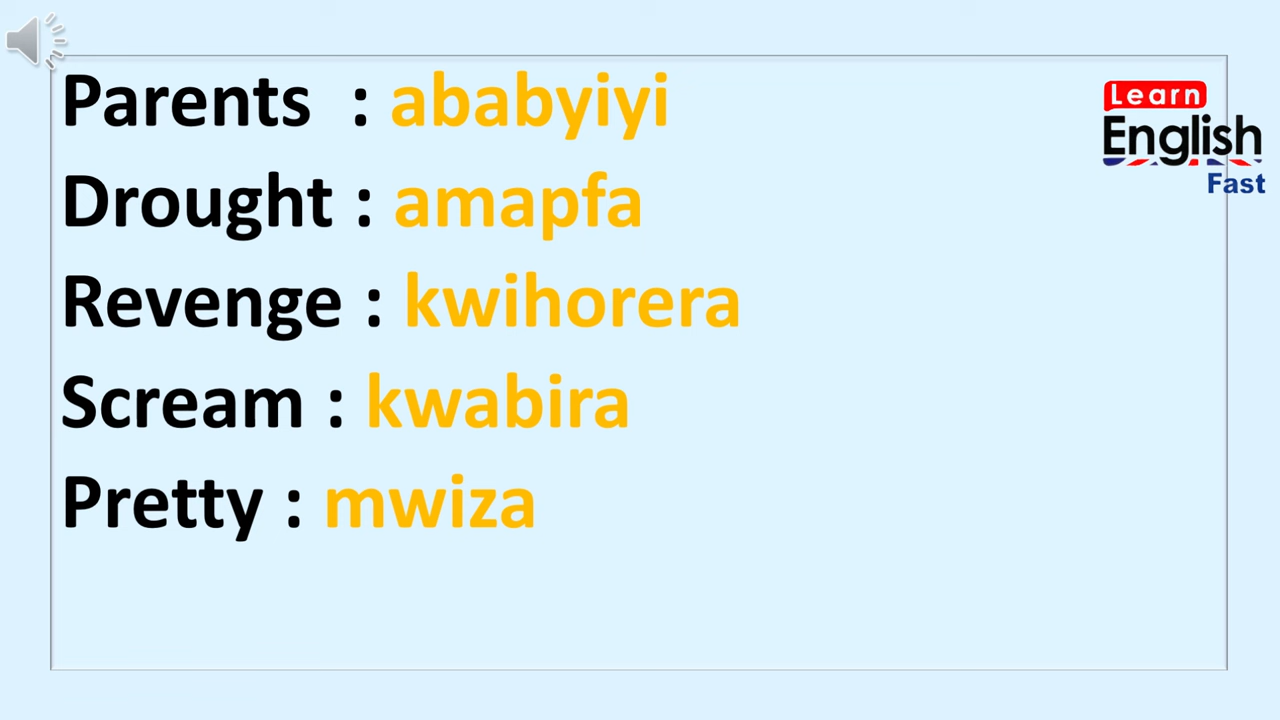 Parents : ababyiyi
Drought : amapfa
Revenge : kwihorera
Scream : kwabira
Pretty : mwiza
Learn
English
Fast